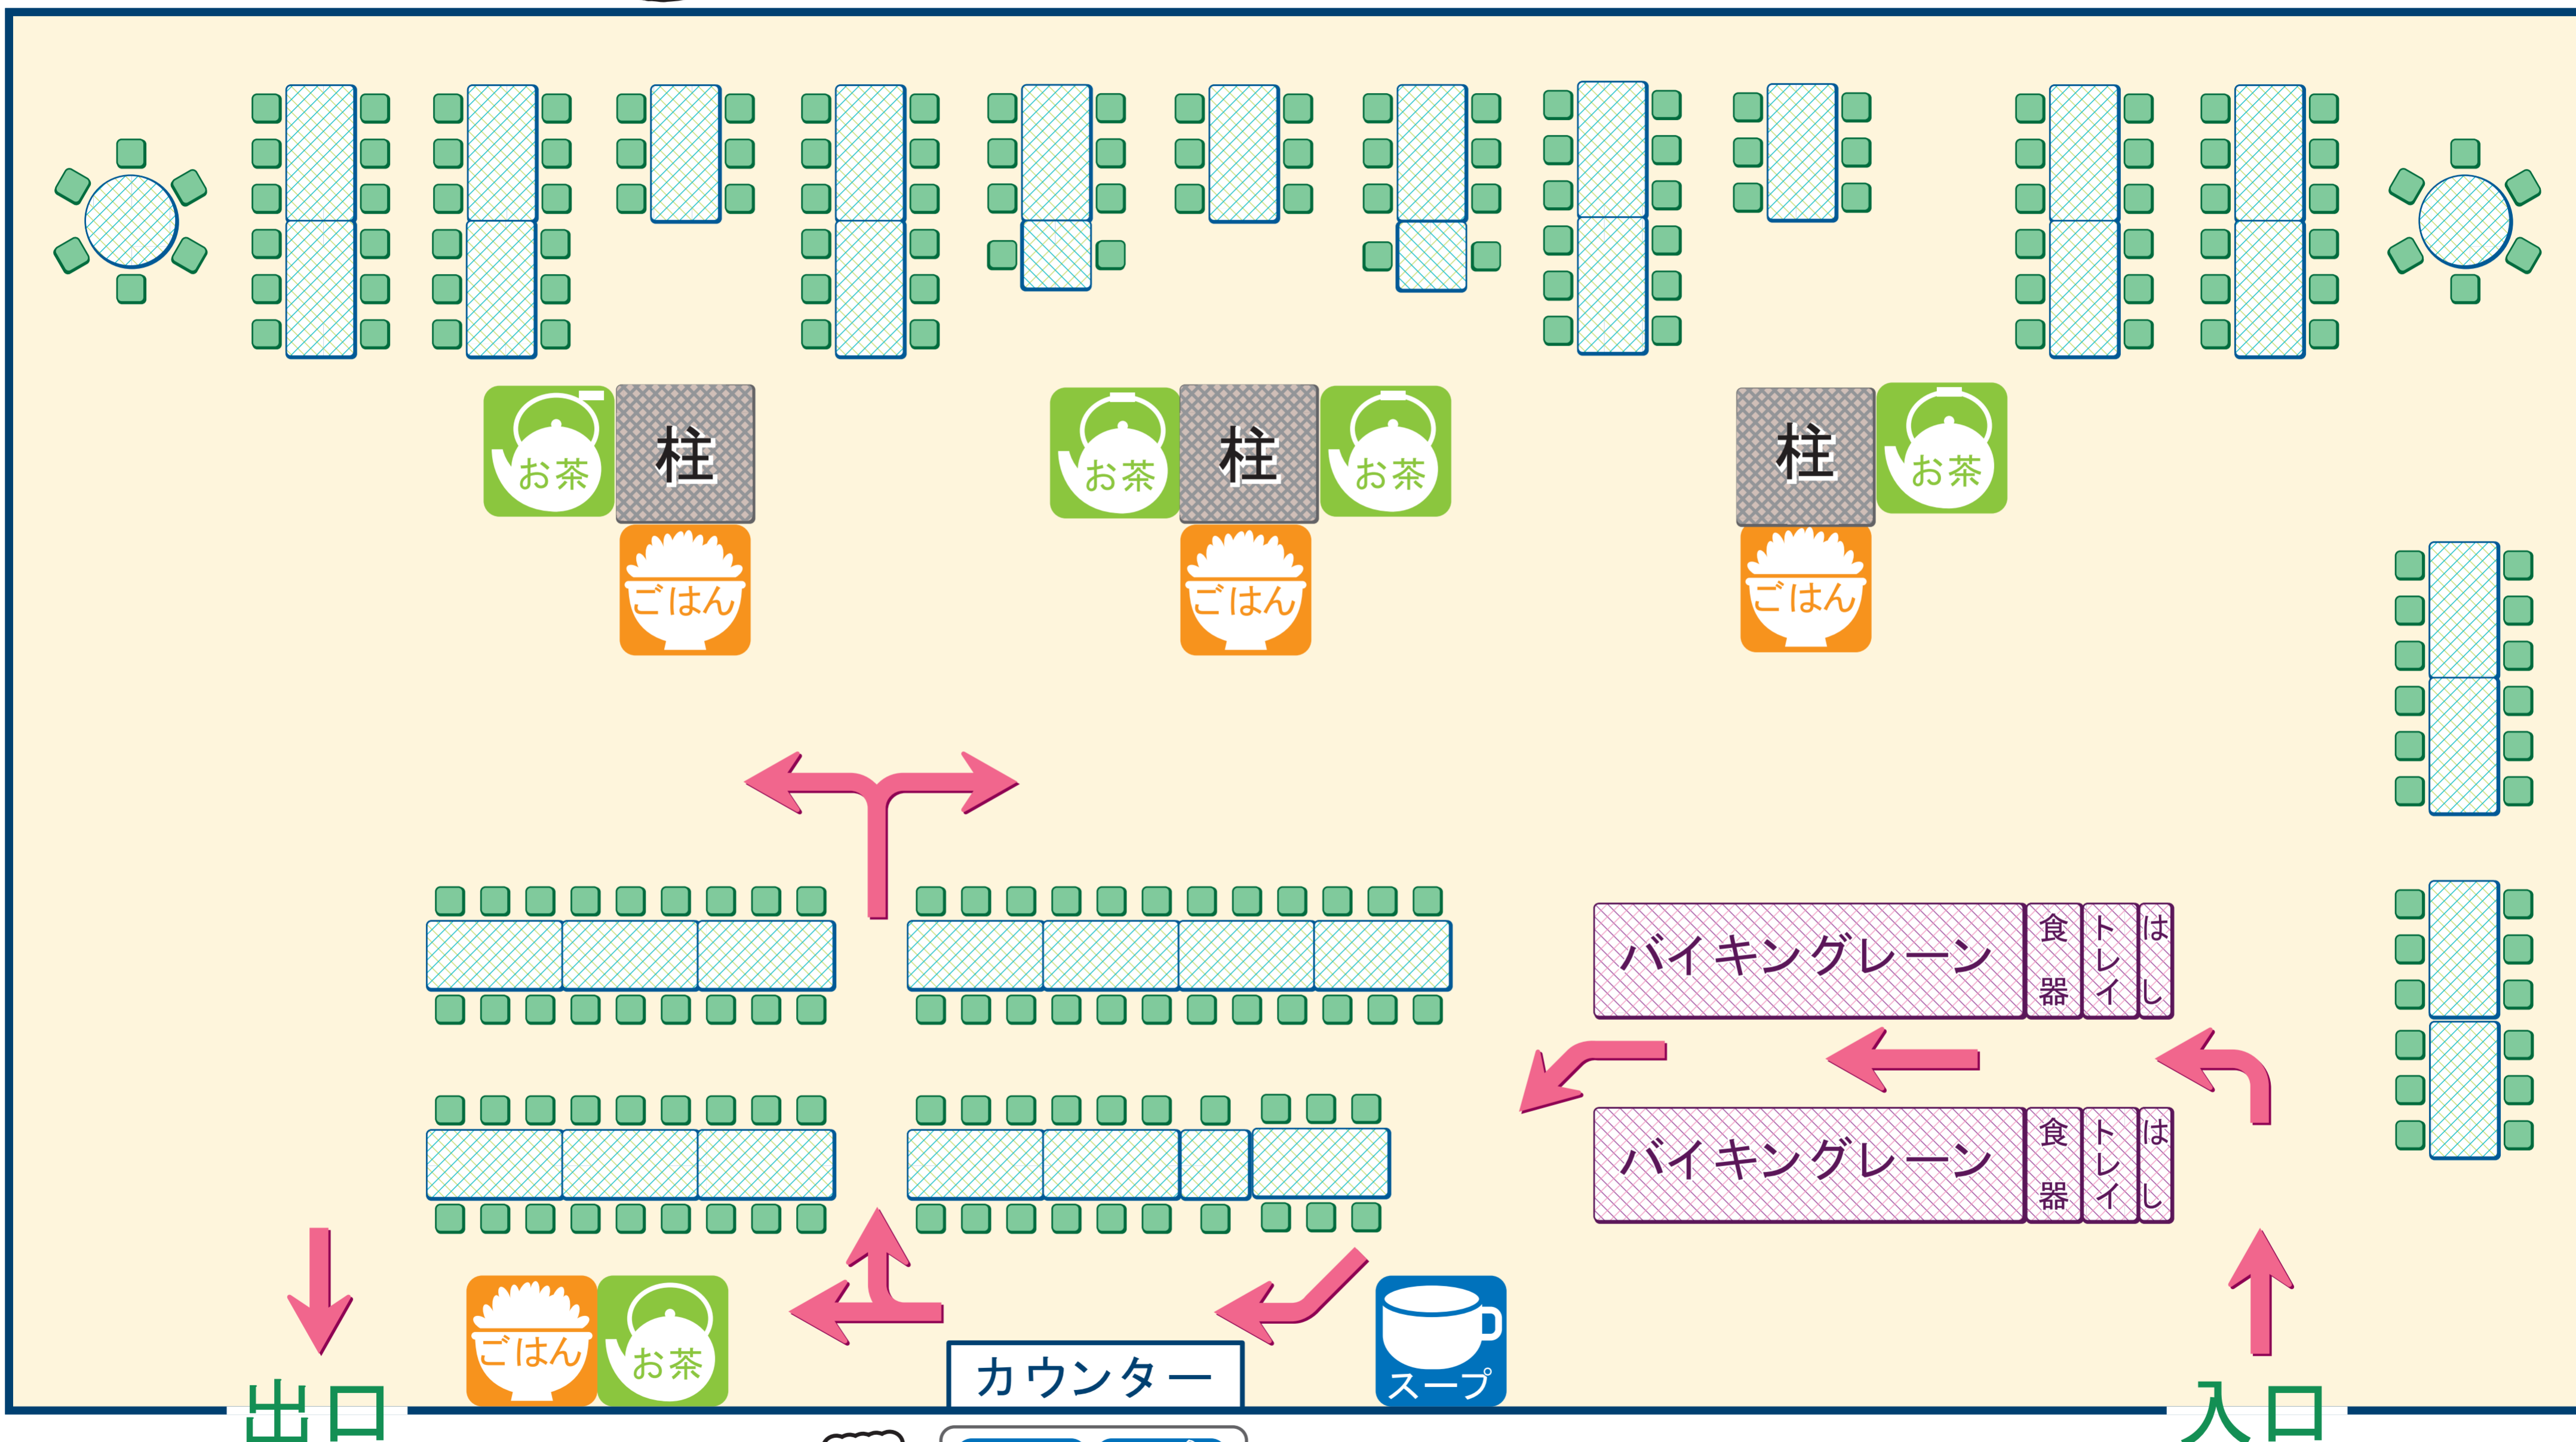 お茶
柱
お茶
柱
お茶
柱
お茶
ごはん
ごはん
ごはん
バイキングレーン
食器
トレイ
はし
バイキングレーン
食器
トレイ
はし
ごはん
お茶
カウンター
スープ
出口
入口